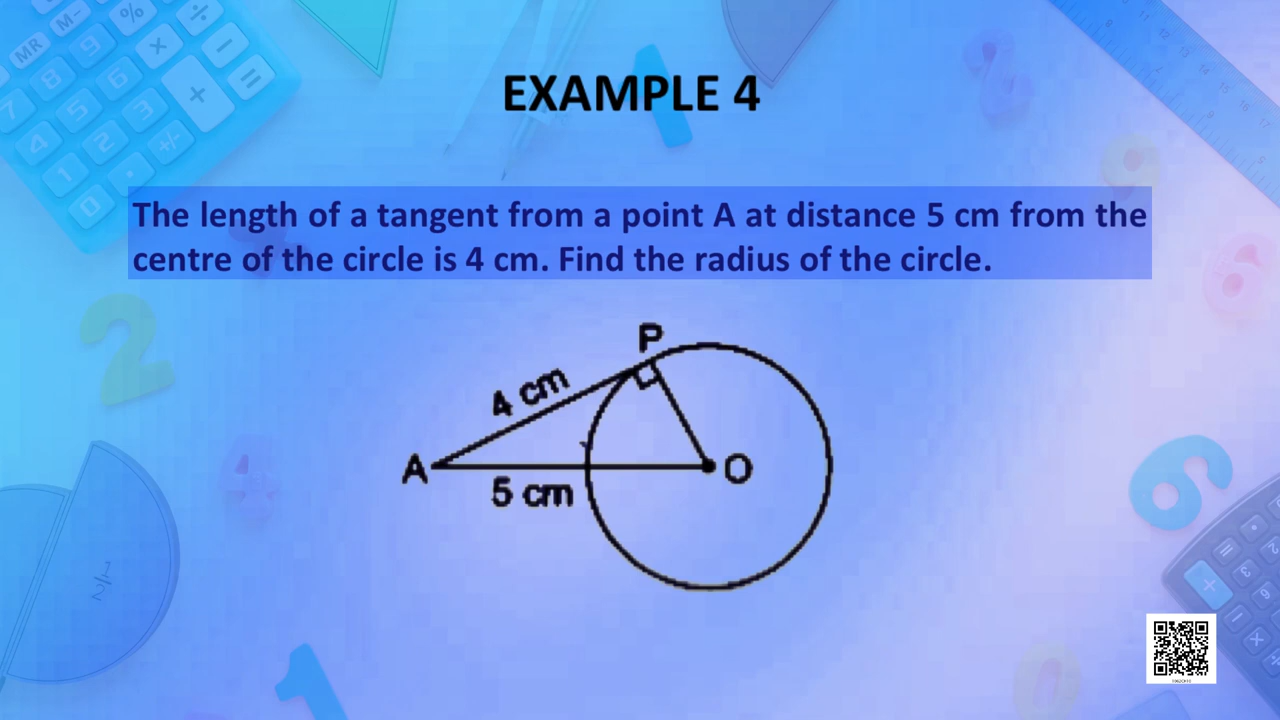 EXAMPLE 4
The length of a tangent from a point A at distance 5 cm from the
centre of the circle is 4 cm. Find the radius of the circle.
P
4 cm
A
5 cm
O